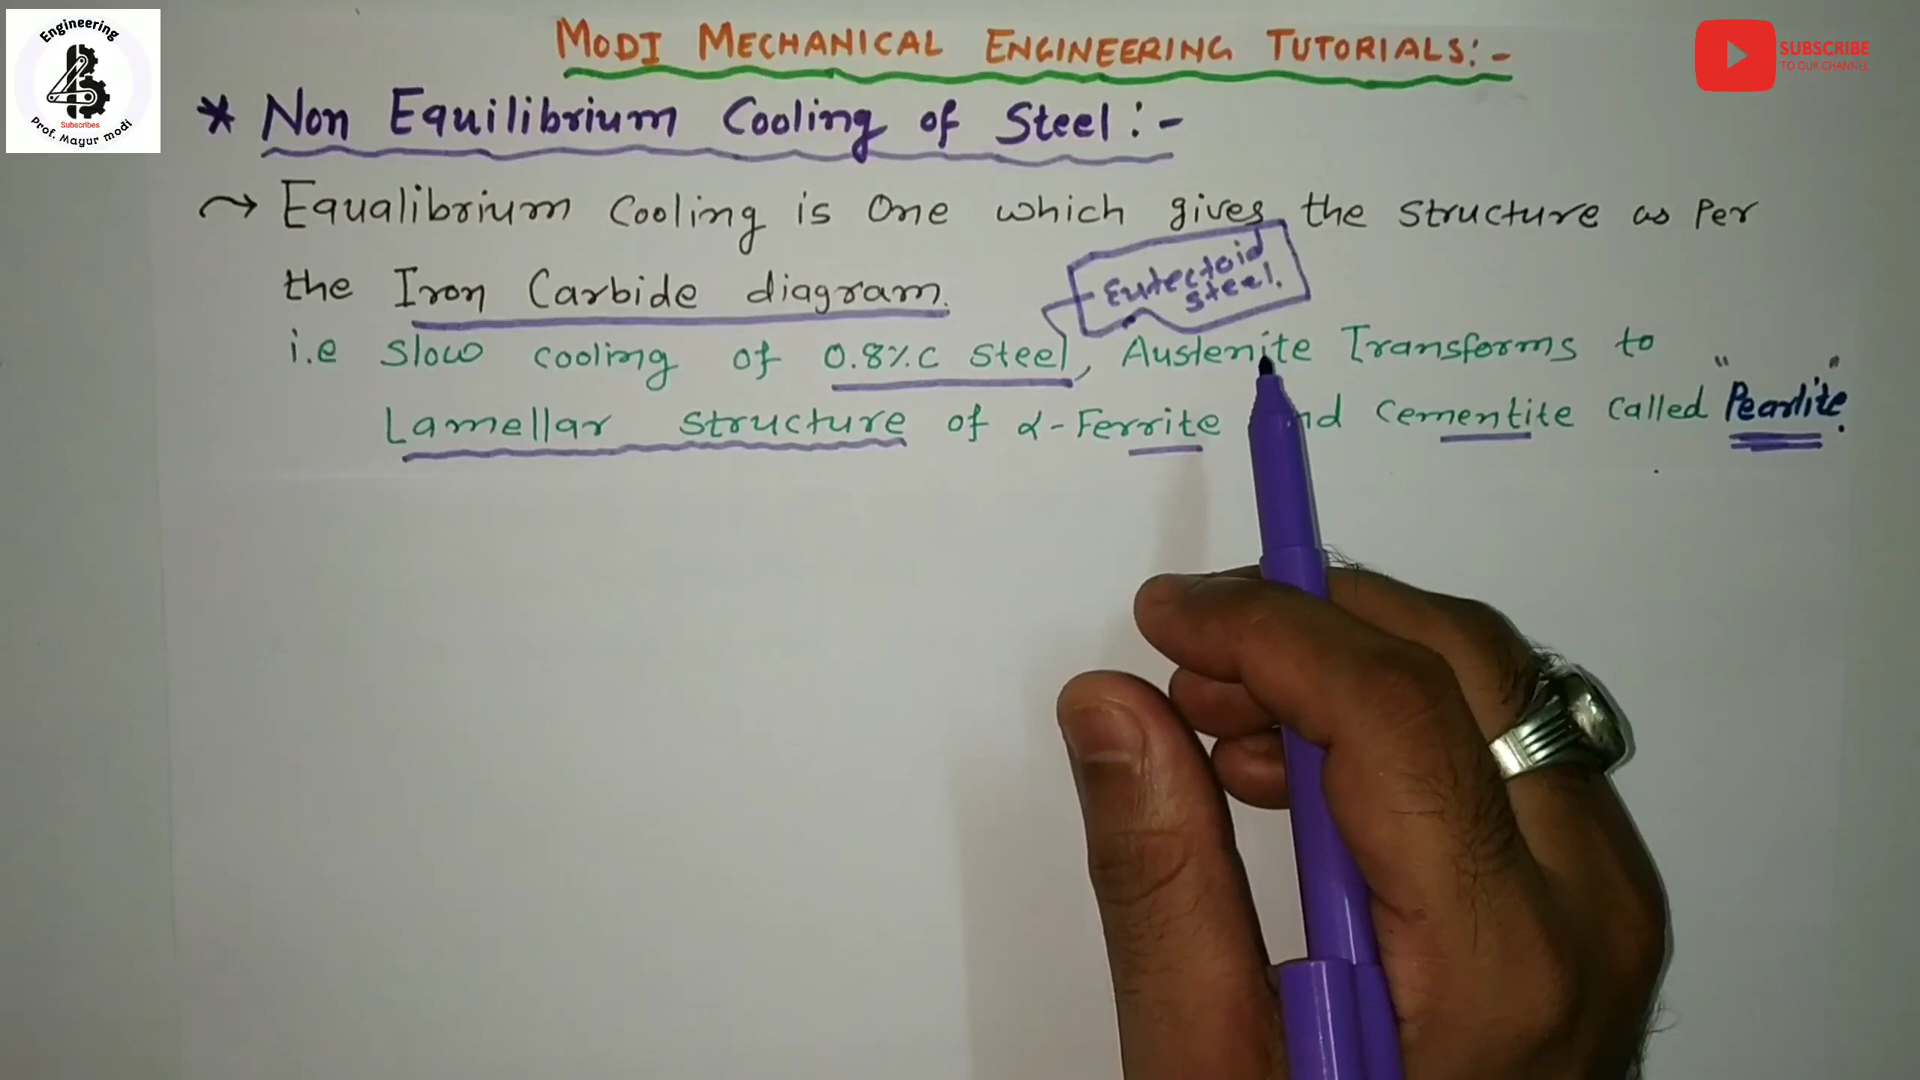 Engineering
Subscribes
Prof. Mayur modi
SUBSCRIBE
TO OUR CHANNEL
MODI MECHANICAL ENGINEERING TUTORIALS:-
* Non Equilibrium Cooling of Steel:-
→ Equalibrium Cooling is One which gives the structure as Per
the Iron Carbide diagram.
Eutectoid
steel.
i.e slow cooling of 0.8%C steel, Austenite Transforms to
Lamellar structure of α-Ferrite and cementite called "Pearlite".